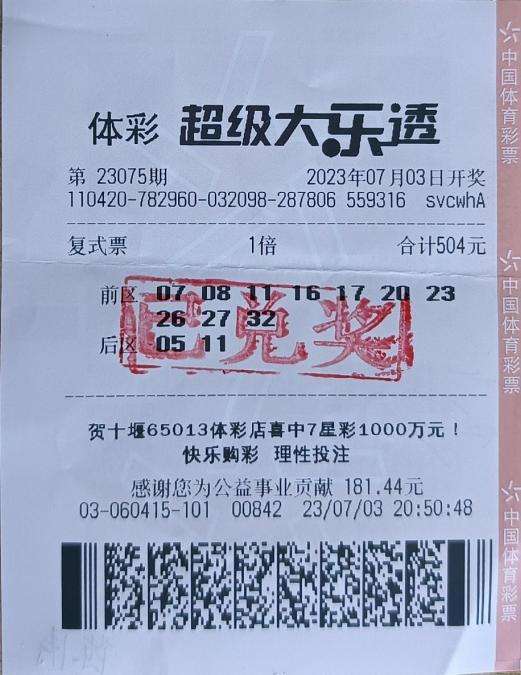 体彩 超级大乐透
第 23075期 2023年07月03日开奖
110420-782960-032098-287806 559316 svcwhA
复式票 1倍 合计504元
前区 07 08 11 16 17 20 23
26 27 32
后区 05 11
已兑奖
贺十堰65013体彩店喜中7星彩1000万元！
快乐购彩 理性投注
感谢您为公益事业贡献 181.44元
03-060415-101 00842 23/07/03 20:50:48
中国体育彩票
中国体育彩票
中国体育彩票